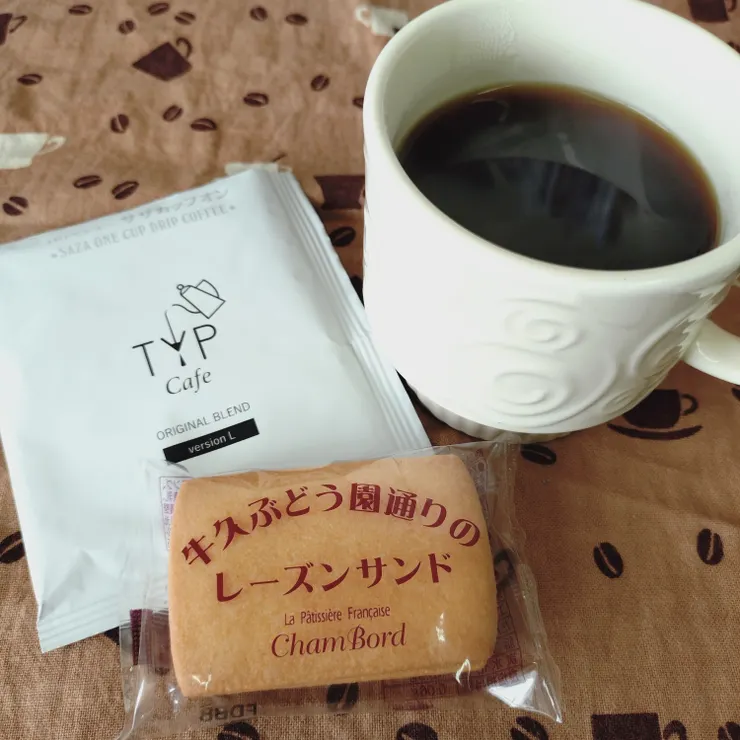 ササカップオン
★SAZA ONE CUP DRIP COFFEE★
TYP
Cafe
ORIGINAL BLEND
version L
牛久ぶどう園通りの
レーズンサンド
La Pâtissière Française
ChamBord